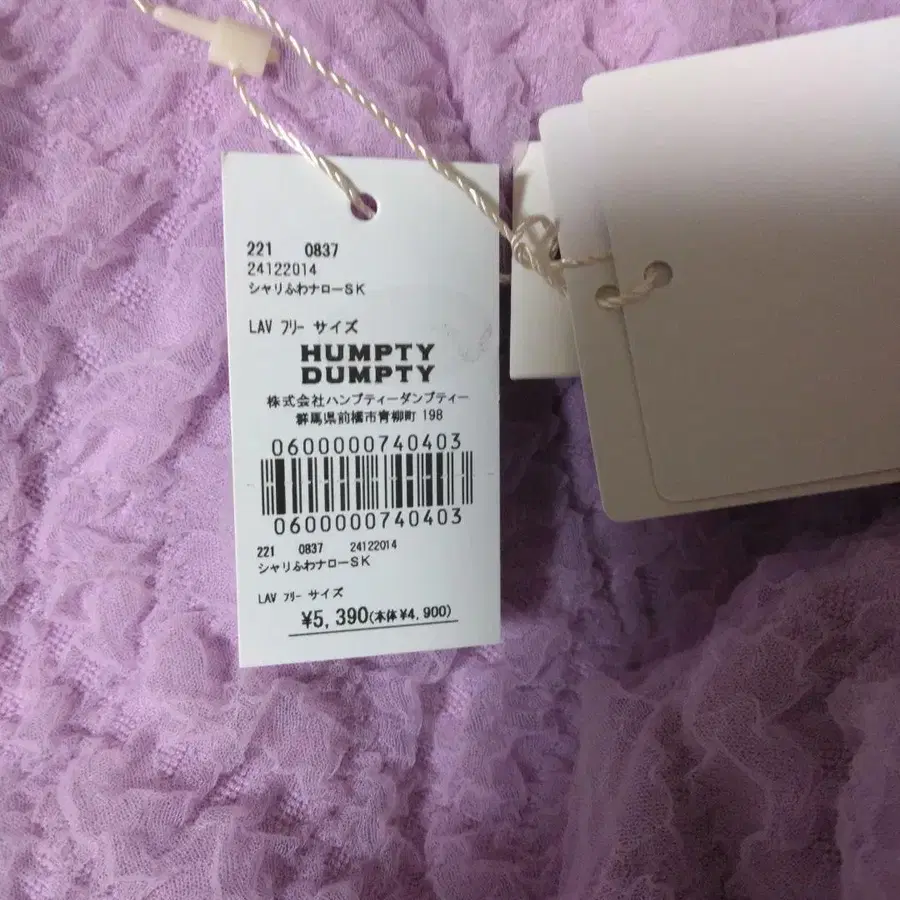 221 0837
24122014
シャリふわナローSK
LAV フリー サイズ
HUMPTY
DUMPTY
株式会社ハンプティーダンプティー
群馬県前橋市青柳町 198
0600000740403
0600000740403
221 0837 24122014
シャリふわナローSK
LAV フリー サイズ
¥5,390(本体¥4,900)